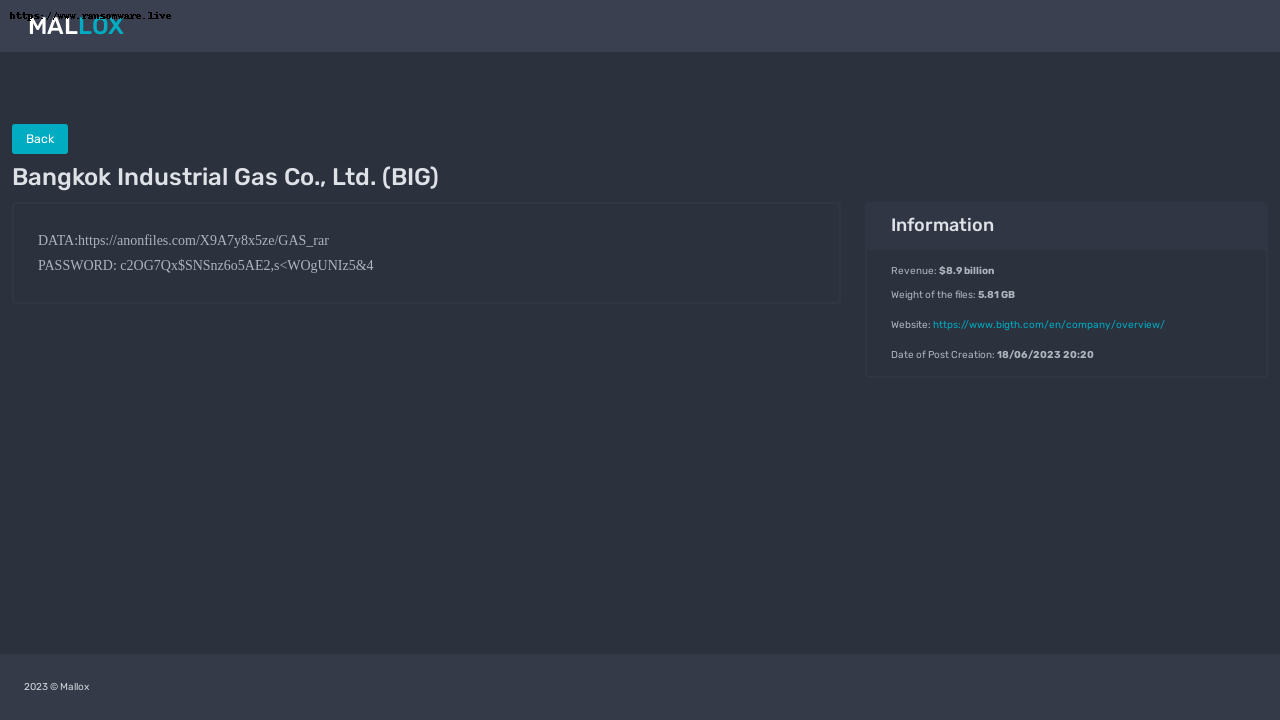 https://www.ransomware.live
MALLOX
Back
Bangkok Industrial Gas Co., Ltd. (BIG)
DATA:https://anonfiles.com/X9A7y8x5ze/GAS_rar
PASSWORD: c2OG7Qx$SNSnz6o5AE2,s<WOgUNIz5&4
Information
Revenue: $8.9 billion
Weight of the files: 5.81 GB
Website: https://www.bigth.com/en/company/overview/
Date of Post Creation: 18/06/2023 20:20
2023 © Mallox